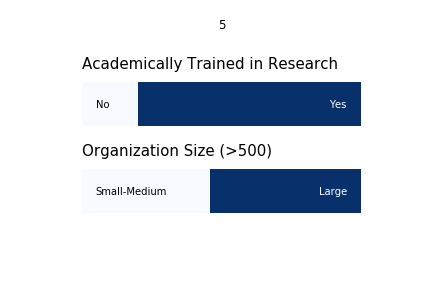 5
Academically Trained in Research
No Yes
Organization Size (>500)
Small-Medium Large